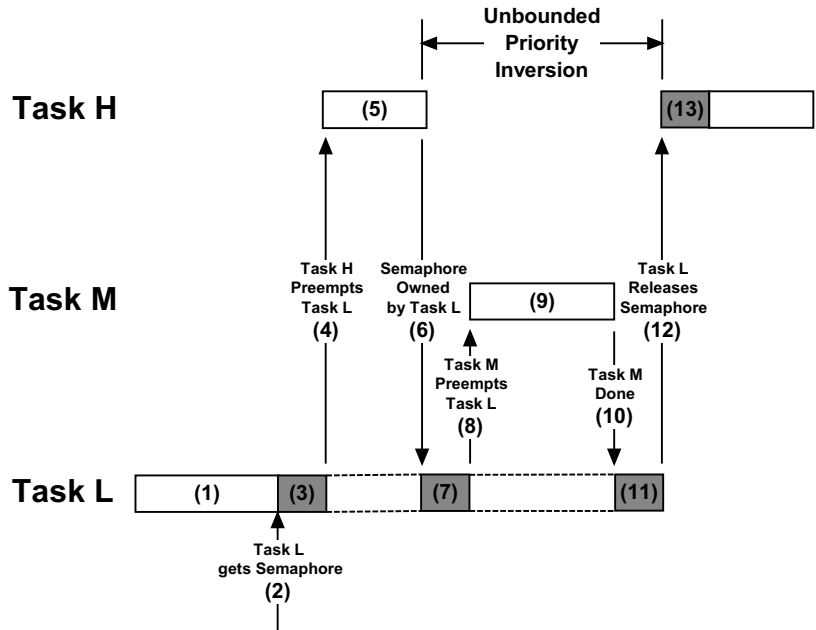 Unbounded
Priority
Inversion
Task H
(5)
(13)
Task H
Preempts
Task L
(4)
Semaphore
Owned
by Task L
(6)
Task L
Releases
Semaphore
(12)
Task M
(9)
Task M
Preempts
Task L
(8)
Task M
Done
(10)
Task L
(1)
(3)
(7)
(11)
Task L
gets Semaphore
(2)